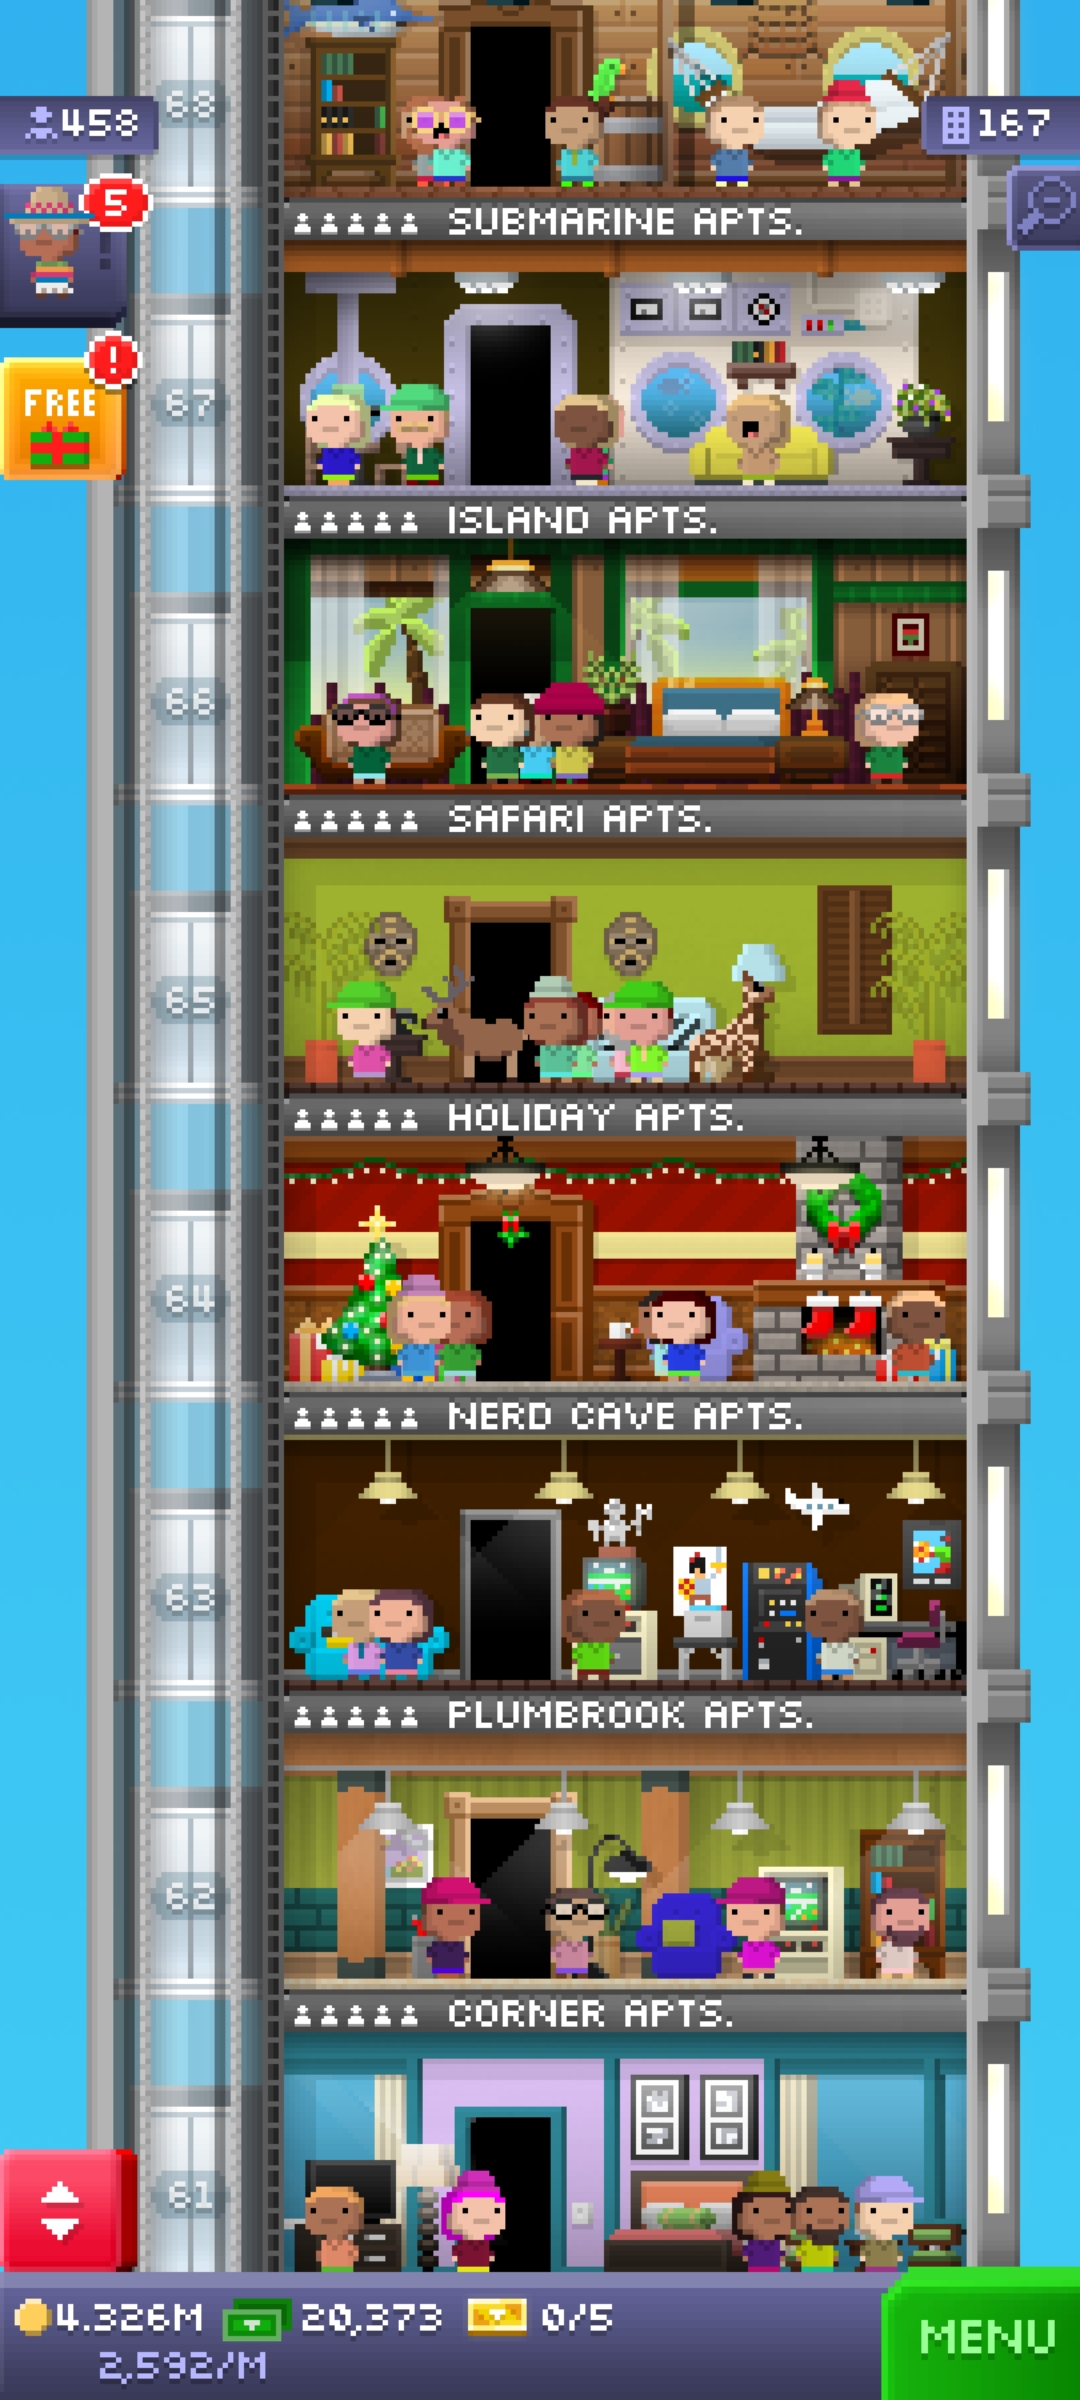 68
458
167
5
SUBMARINE APTS.
!
FREE
67
ISLAND APTS.
66
SAFARI APTS.
65
HOLIDAY APTS.
64
NERD CAVE APTS.
63
PLUMBROOK APTS.
62
CORNER APTS.
61
4.326M 20,373 0/5
2,592/M
MENU